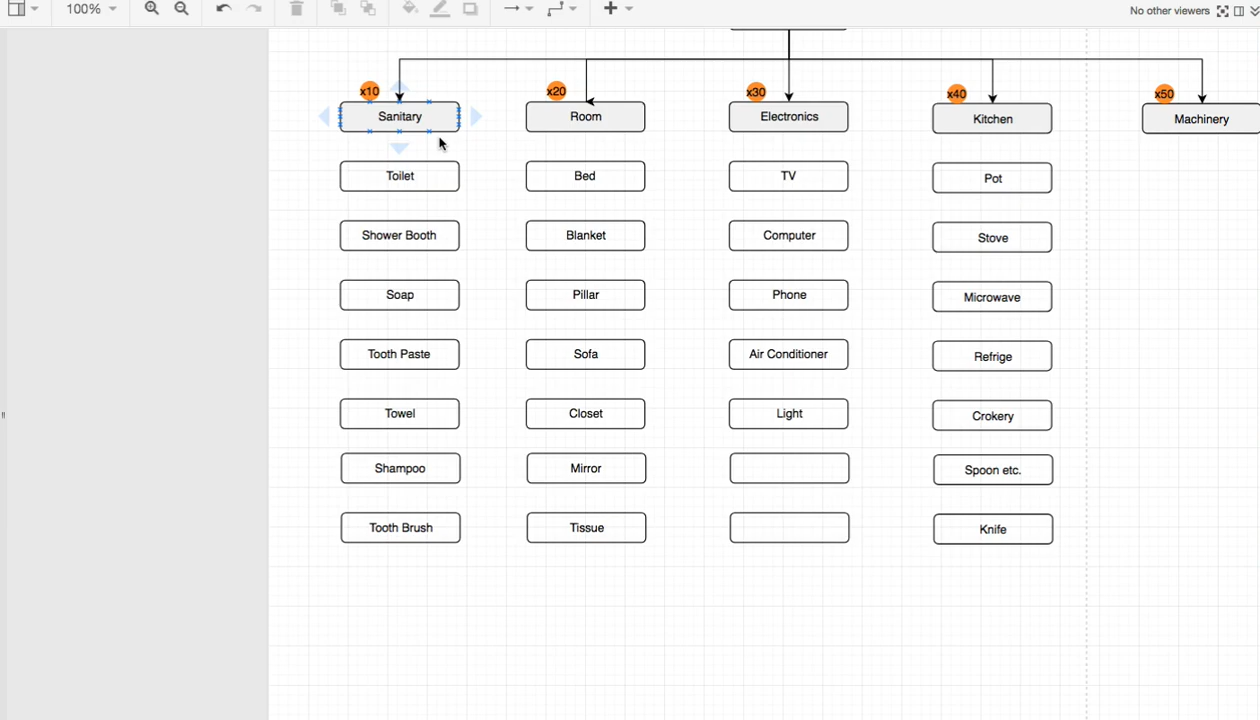 100%
No other viewers
x10 x20 x30 x40 x50
Sanitary Room Electronics Kitchen Machinery
Toilet Bed TV Pot
Shower Booth Blanket Computer Stove
Soap Pillar Phone Microwave
Tooth Paste Sofa Air Conditioner Refrige
Towel Closet Light Crokery
Shampoo Mirror Spoon etc.
Tooth Brush Tissue Knife